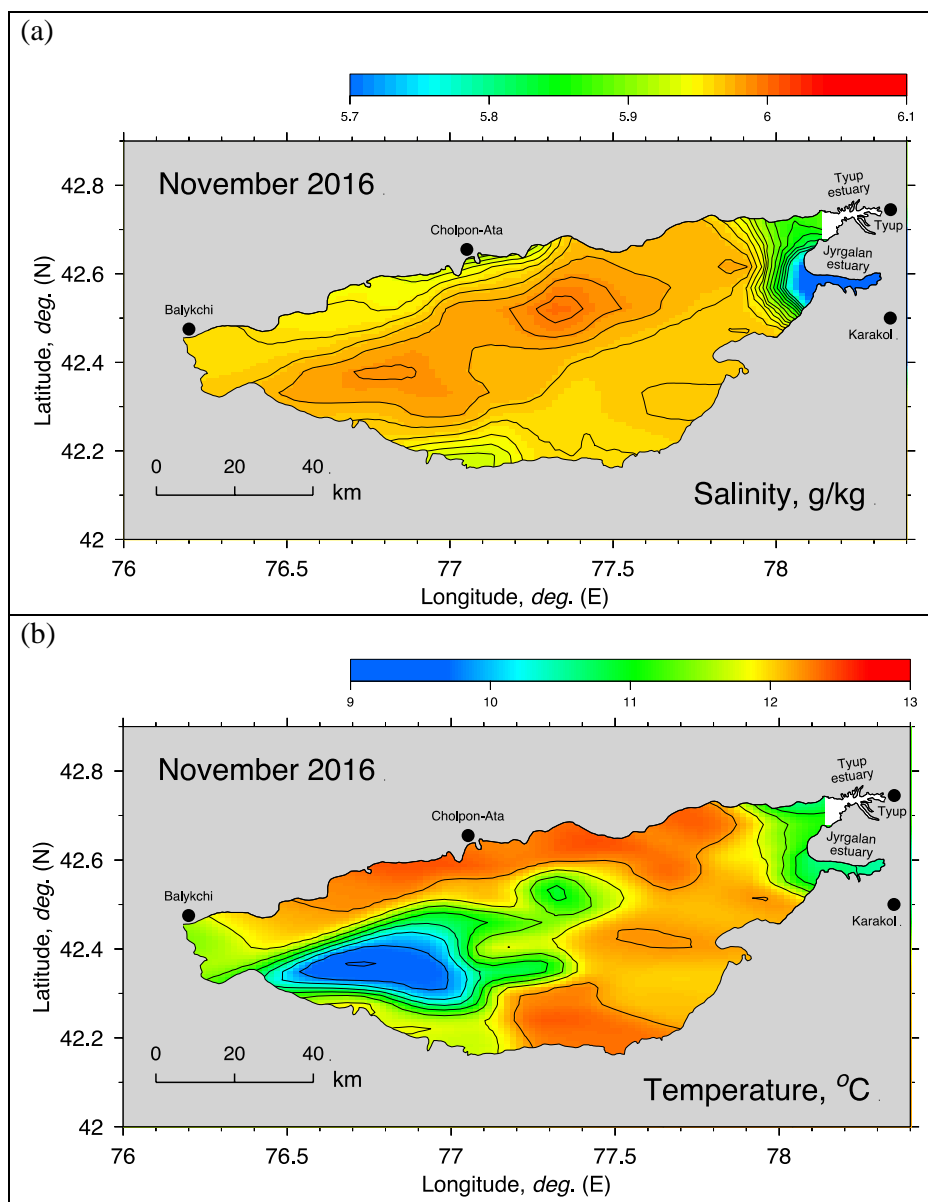 (a)
5.7 5.8 5.9 6 6.1
November 2016
42.8
Tyup
estuary
Tyup
Cholpon-Ata
Jyrgalan
estuary
42.6
Balykchi
Karakol
42.4
Latitude, deg. (N)
42.2
0 20 40
km
Salinity, g/kg
42
76 76.5 77 77.5 78
Longitude, deg. (E)
(b)
9 10 11 12 13
November 2016
42.8
Tyup
estuary
Tyup
Cholpon-Ata
Jyrgalan
estuary
42.6
Balykchi
Karakol
42.4
Latitude, deg. (N)
42.2
0 20 40
km
Temperature, °C
42
76 76.5 77 77.5 78
Longitude, deg. (E)